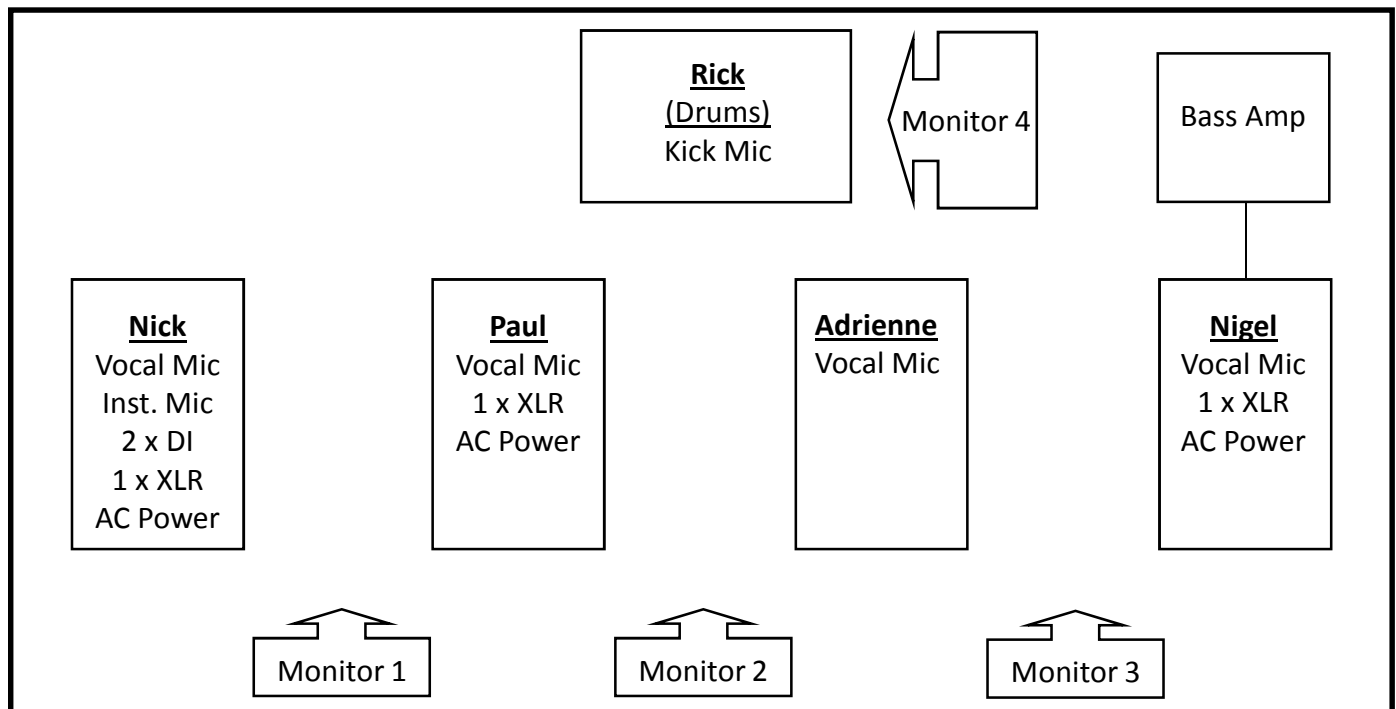 Rick
(Drums)
Kick Mic
Monitor 4
Bass Amp
Nick
Vocal Mic
Inst. Mic
2 x DI
1 x XLR
AC Power
Paul
Vocal Mic
1 x XLR
AC Power
Adrienne
Vocal Mic
Nigel
Vocal Mic
1 x XLR
AC Power
Monitor 1
Monitor 2
Monitor 3